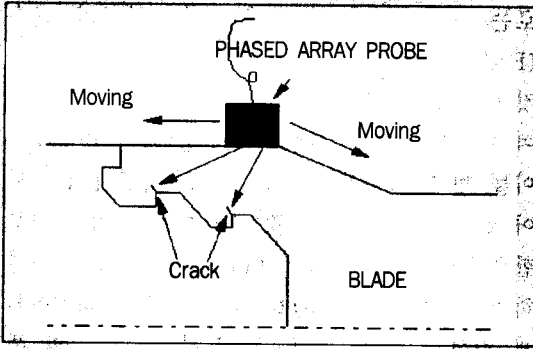 PHASED ARRAY PROBE
Moving
Moving
Crack
BLADE